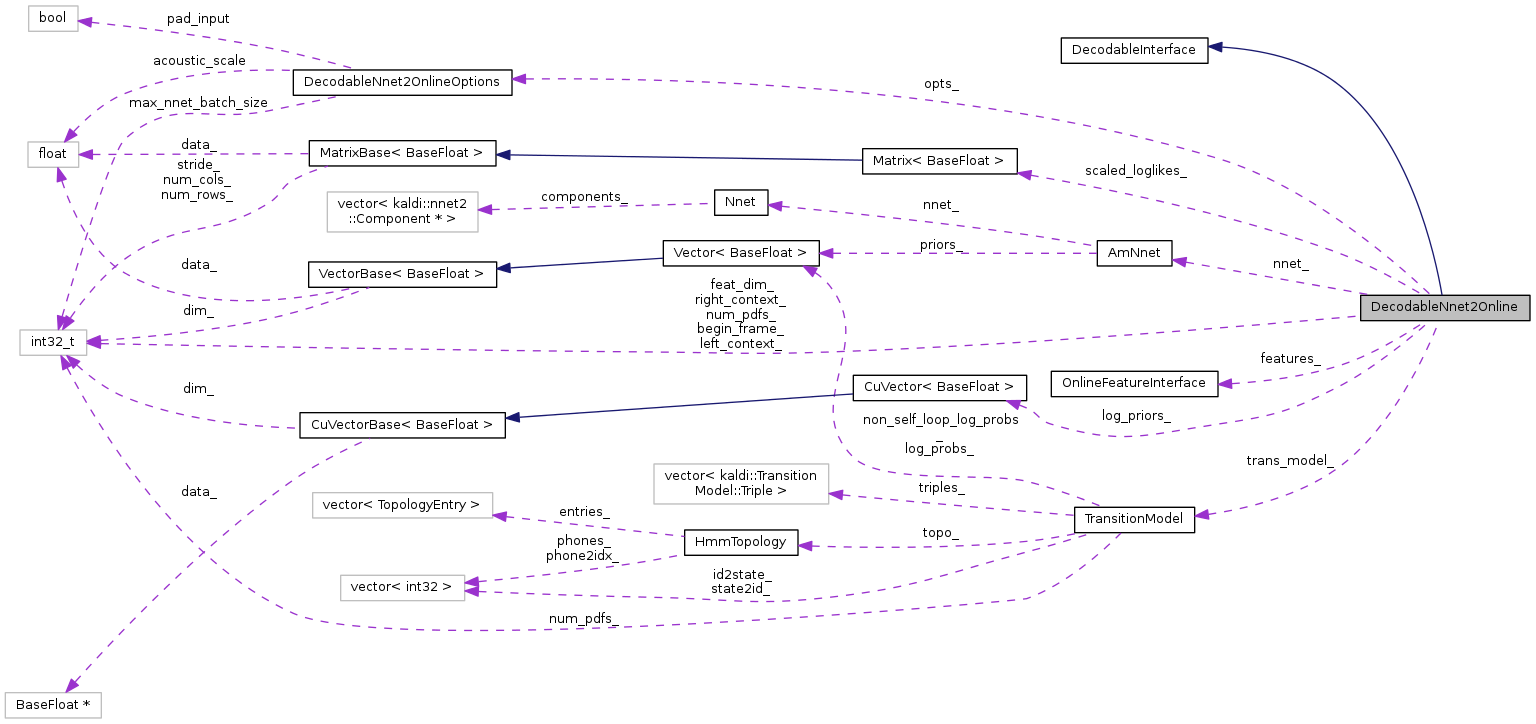 bool
pad_input
DecodableInterface
acoustic_scale
DecodableNnet2OnlineOptions
opts_
max_nnet_batch_size
float
data_
MatrixBase< BaseFloat >
Matrix< BaseFloat >
stride_
num_cols_
num_rows_
scaled_loglikes_
vector< kaldi::nnet2
::Component * >
components_
Nnet
nnet_
priors_
Vector< BaseFloat >
AmNnet
nnet_
data_
VectorBase< BaseFloat >
feat_dim_
right_context_
num_pdfs_
begin_frame_
left_context_
DecodableNnet2Online
dim_
int32_t
features_
OnlineFeatureInterface
dim_
CuVector< BaseFloat >
log_priors_
CuVectorBase< BaseFloat >
non_self_loop_log_probs
_
log_probs_
trans_model_
vector< kaldi::Transition
Model::Triple >
triples_
data_
vector< TopologyEntry >
entries_
TransitionModel
HmmTopology
topo_
phones_
phone2idx_
vector< int32 >
id2state_
state2id_
num_pdfs_
BaseFloat *